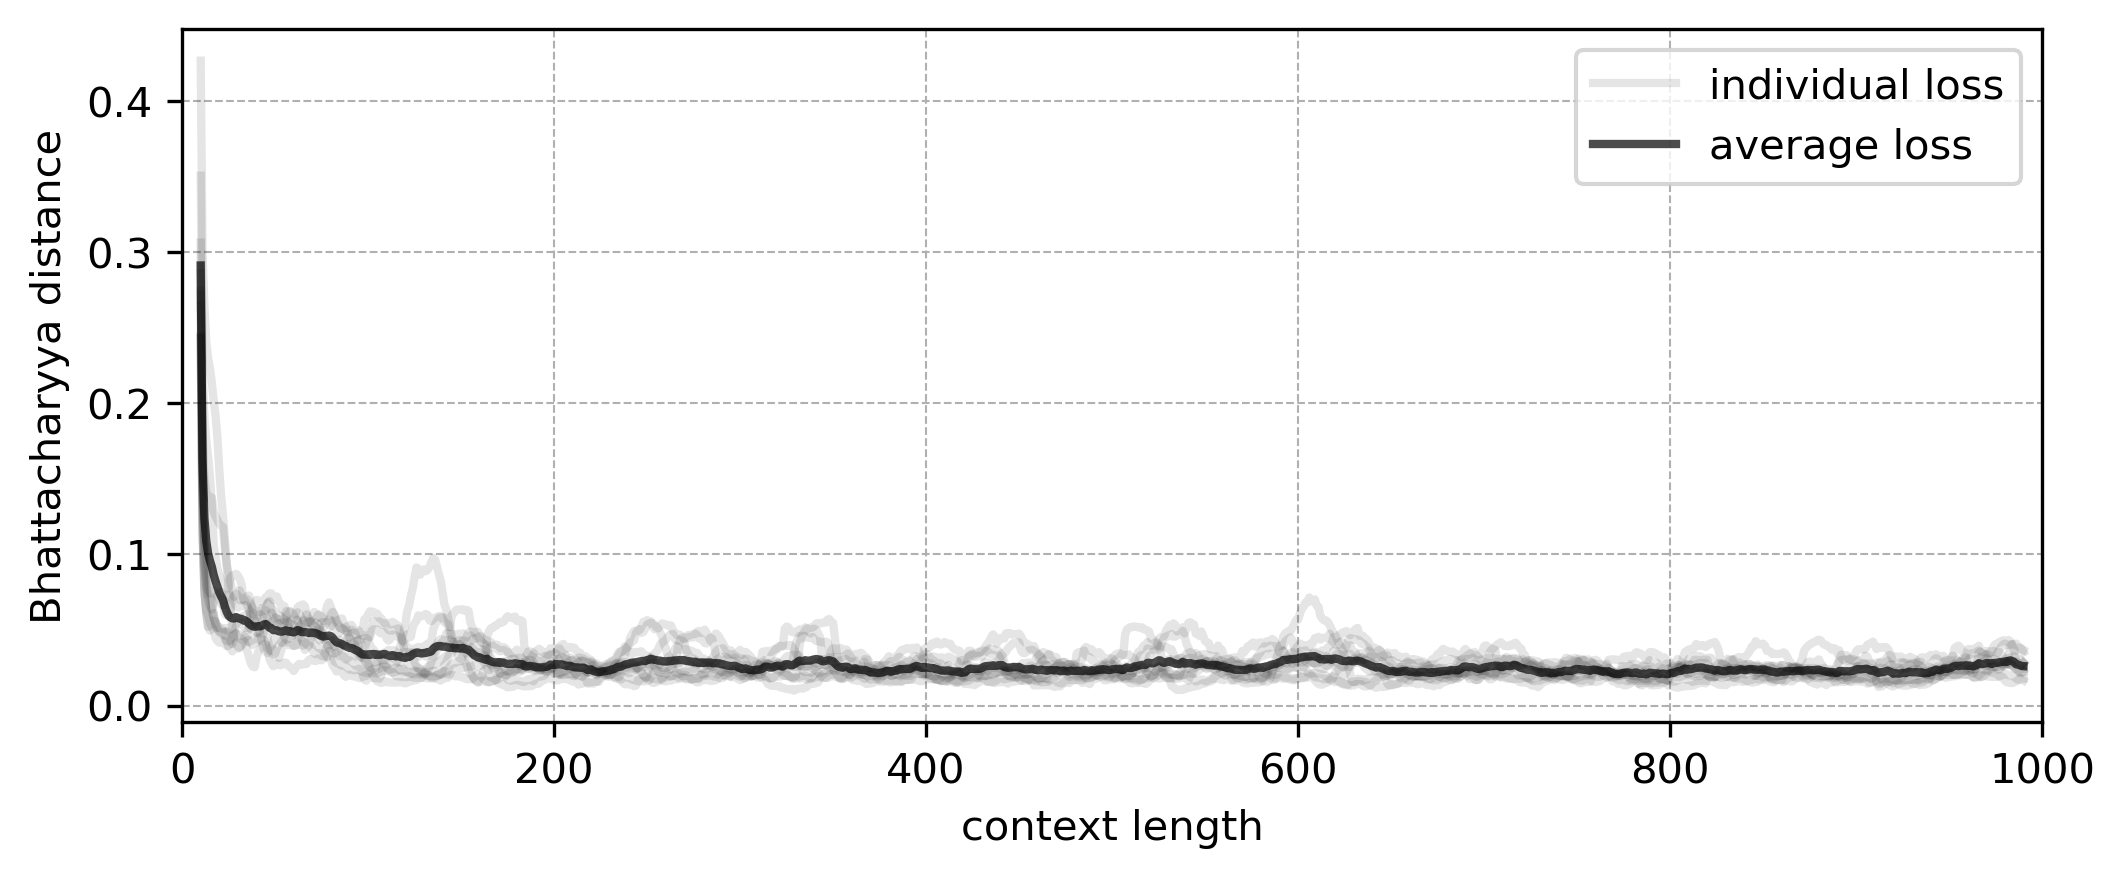 individual loss
average loss
Bhattacharyya distance
0.4
0.3
0.2
0.1
0.0
0 200 400 600 800 1000
context length